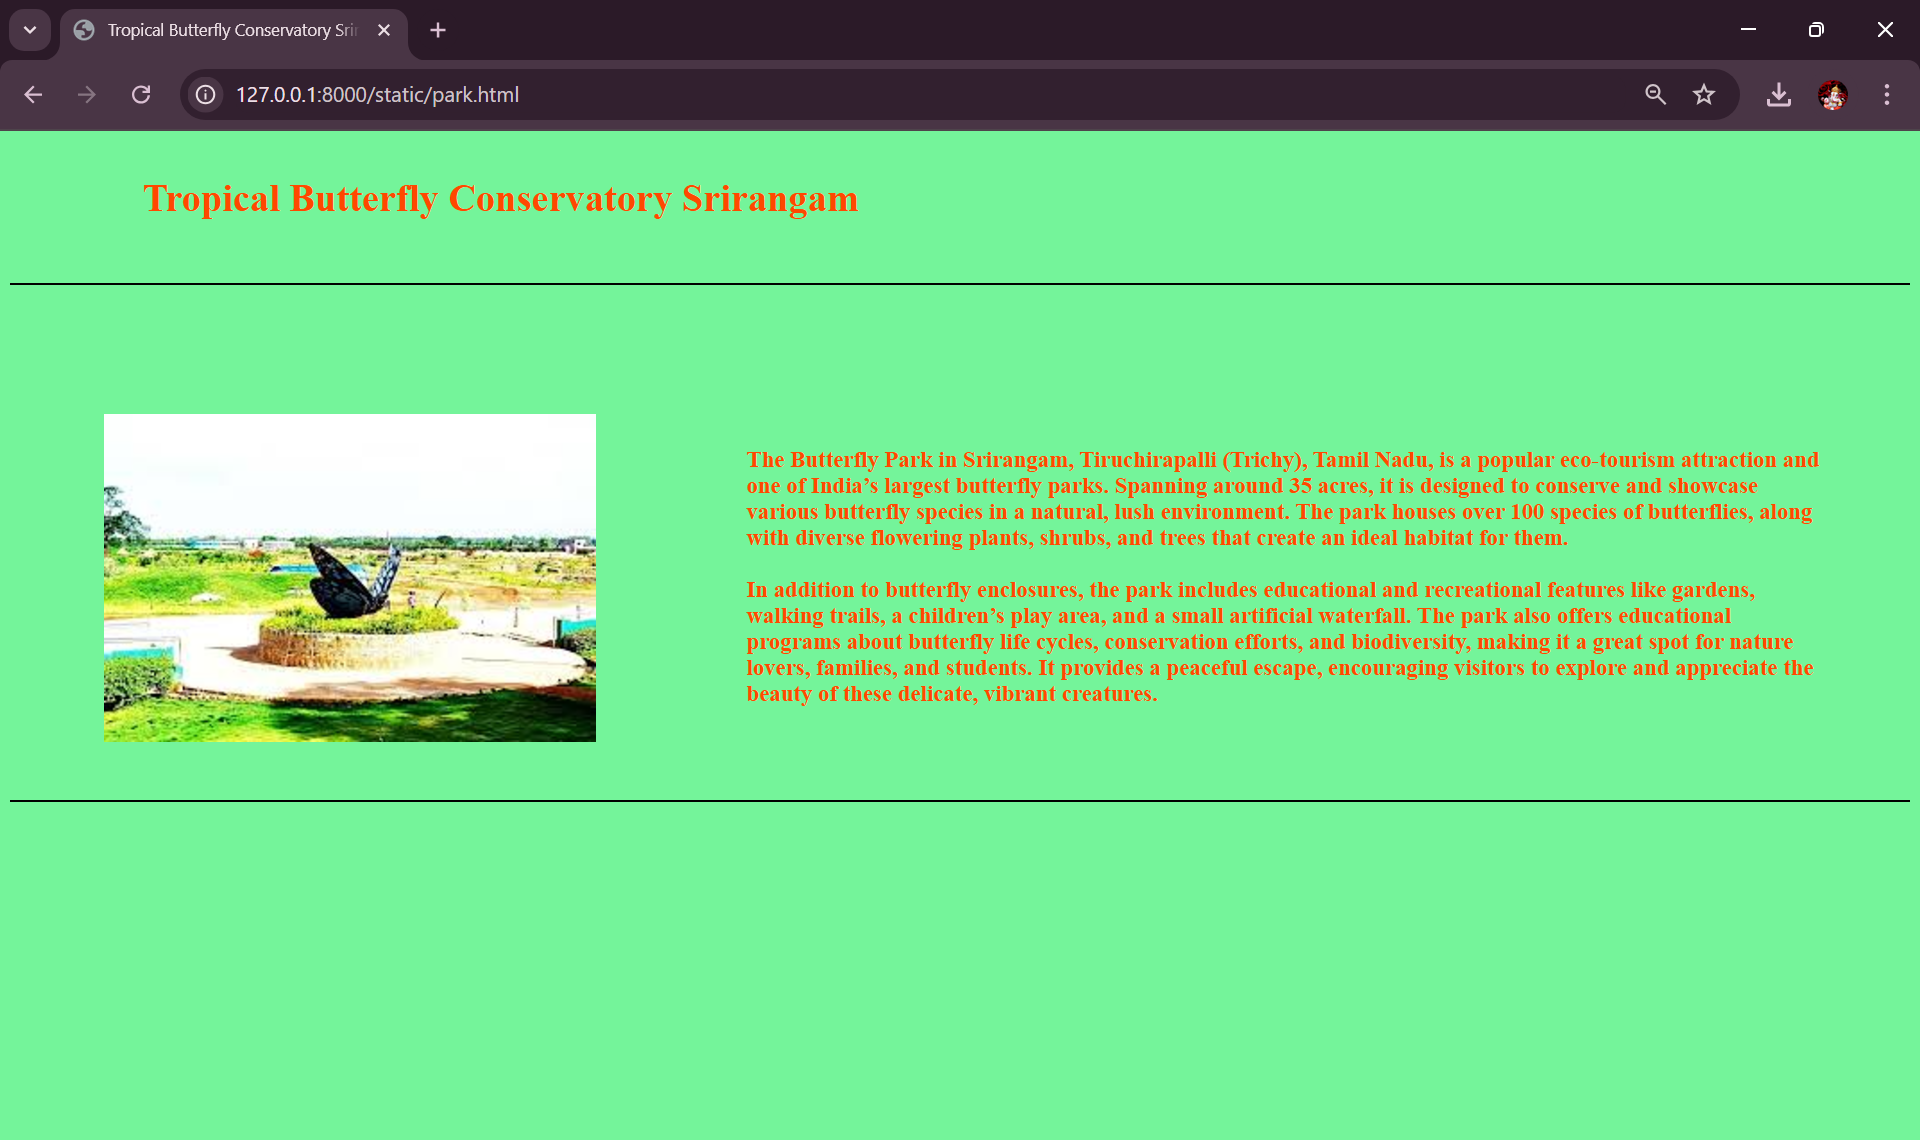 Tropical Butterfly Conservatory Srir
127.0.0.1:8000/static/park.html
Tropical Butterfly Conservatory Srirangam
The Butterfly Park in Srirangam, Tiruchirapalli (Trichy), Tamil Nadu, is a popular eco-tourism attraction and
one of India’s largest butterfly parks. Spanning around 35 acres, it is designed to conserve and showcase
various butterfly species in a natural, lush environment. The park houses over 100 species of butterflies, along
with diverse flowering plants, shrubs, and trees that create an ideal habitat for them.
In addition to butterfly enclosures, the park includes educational and recreational features like gardens,
walking trails, a children’s play area, and a small artificial waterfall. The park also offers educational
programs about butterfly life cycles, conservation efforts, and biodiversity, making it a great spot for nature
lovers, families, and students. It provides a peaceful escape, encouraging visitors to explore and appreciate the
beauty of these delicate, vibrant creatures.